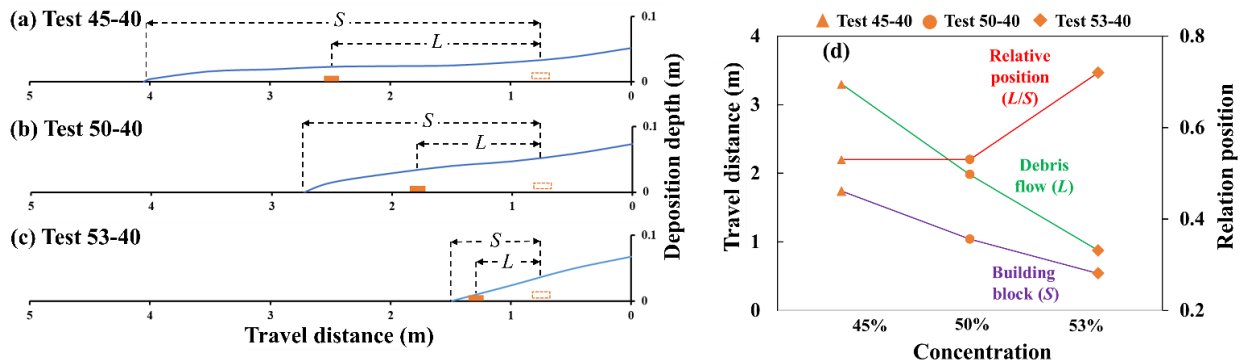 (a) Test 45-40
S
L
0.1
0
5 4 3 2 1 0
(b) Test 50-40
S
L
0.1
0
5 4 3 2 1 0
(c) Test 53-40
S
L
0.1
0
5 4 3 2 1 0
Travel distance (m)
Deposition depth (m)
Test 45-40 Test 50-40 Test 53-40
(d)
4
3
2
1
0
Travel distance (m)
Relative
position
(L/S)
Debris
flow (L)
Building
block (S)
0.8
0.6
0.4
0.2
Relation position
45% 50% 53%
Concentration